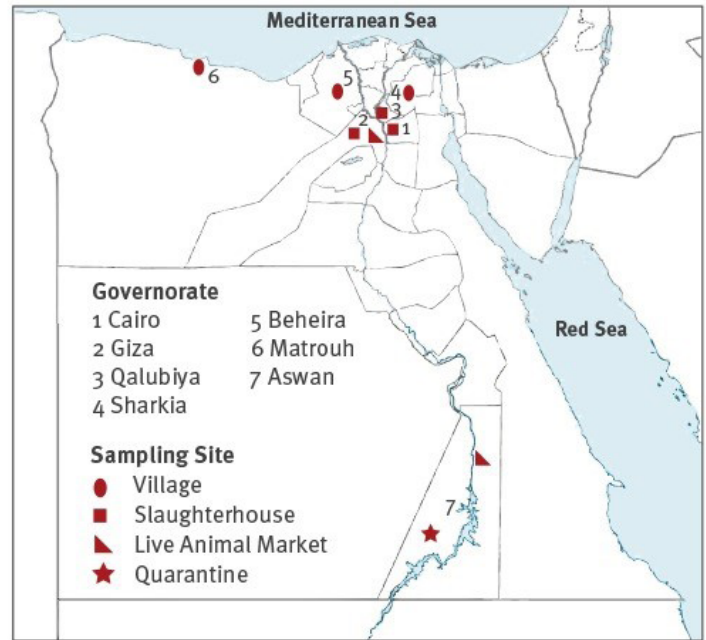 Mediterranean Sea
6
5
4
3
2
1
Red Sea
7
Governorate
1 Cairo 5 Beheira
2 Giza 6 Matrouh
3 Qalubiya 7 Aswan
4 Sharkia
Sampling Site
Village
Slaughterhouse
Live Animal Market
Quarantine